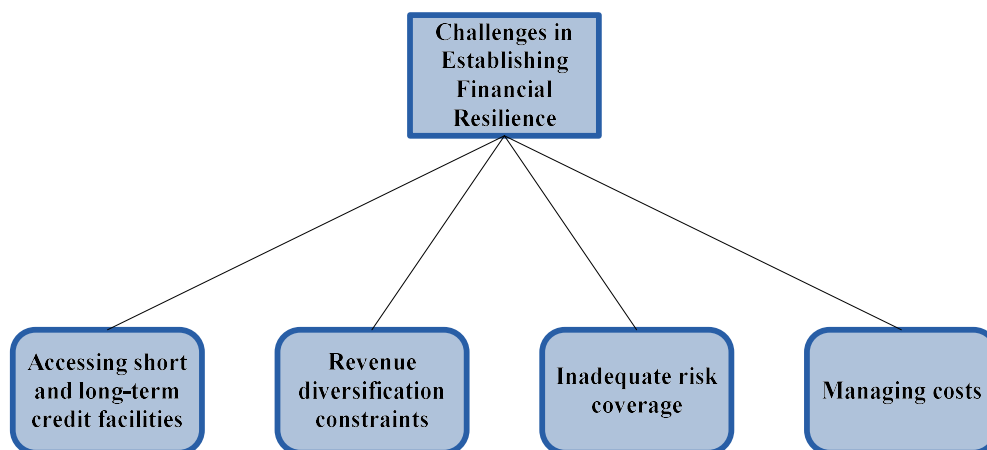 Challenges in
Establishing
Financial
Resilience
Accessing short
and long-term
credit facilities
Revenue
diversification
constraints
Inadequate risk
coverage
Managing costs